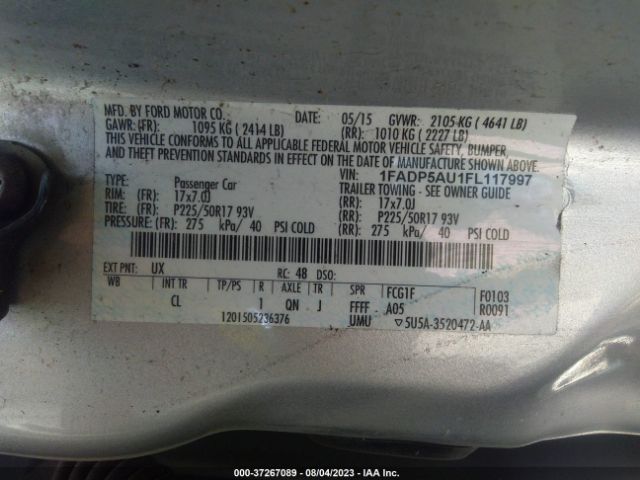 MFD. BY FORD MOTOR CO.
DATE: 05/15 GVWR: 2105-KG ( 4641 LB)
GAWR: (FR): 1095 KG ( 2414 LB) (RR): 1010 KG ( 2227 LB)
THIS VEHICLE CONFORMS TO ALL APPLICABLE FEDERAL MOTOR VEHICLE SAFETY, BUMPER,
AND THEFT PREVENTION STANDARDS IN EFFECT ON THE DATE OF MANUFACTURE SHOWN ABOVE.
VIN: 1FADP5AU1FL117997
TYPE: Passenger Car TRAILER TOWING - SEE OWNER GUIDE
RIM: (FR): 17x7.0J (RR): 17x7.0J
TIRE: (FR): P225/50R17 93V (RR): P225/50R17 93V
PRESSURE: (FR): 275 kPa/ 40 PSI COLD (RR): 275 kPa/ 40 PSI COLD
EXT PNT: UX RC: 48 DSO:
WB INT TR TP/PS R AXLE TR SPR FCG1F F0103
CL 1 QN J FFFF A05 R0091
1201505236376 UMU 5U5A-3520472-AA
000-37267089 - 08/04/2023 - IAA Inc.